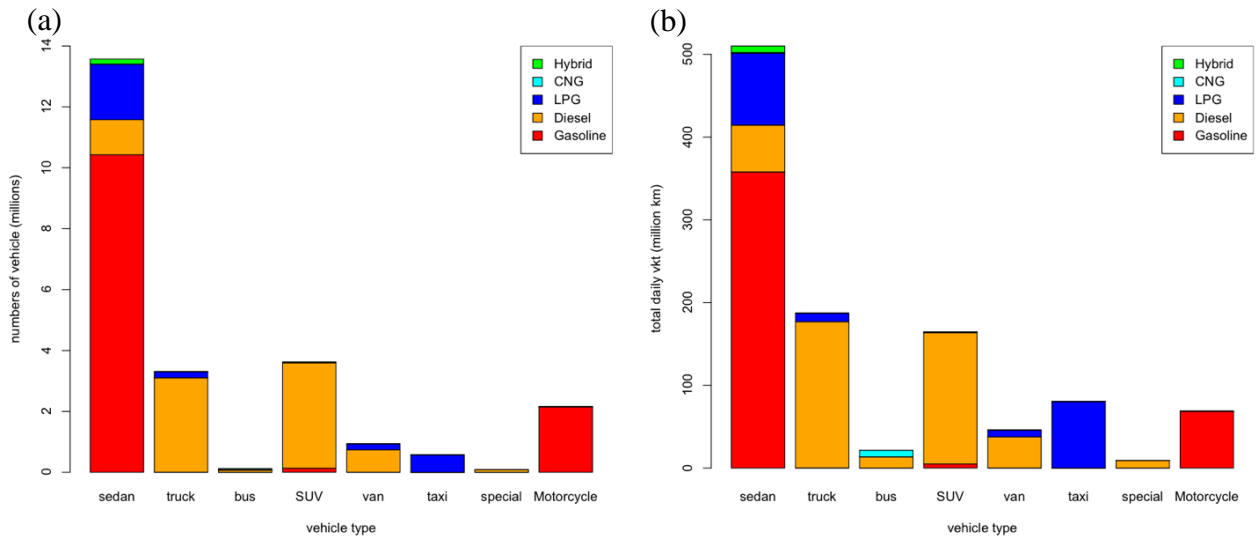 (a)
numbers of vehicle (millions)
14
12
10
8
6
4
2
0
Hybrid
CNG
LPG
Diesel
Gasoline
sedan truck bus SUV van taxi special Motorcycle
vehicle type
(b)
total daily vkt (million km)
500
400
300
200
100
0
Hybrid
CNG
LPG
Diesel
Gasoline
sedan truck bus SUV van taxi special Motorcycle
vehicle type